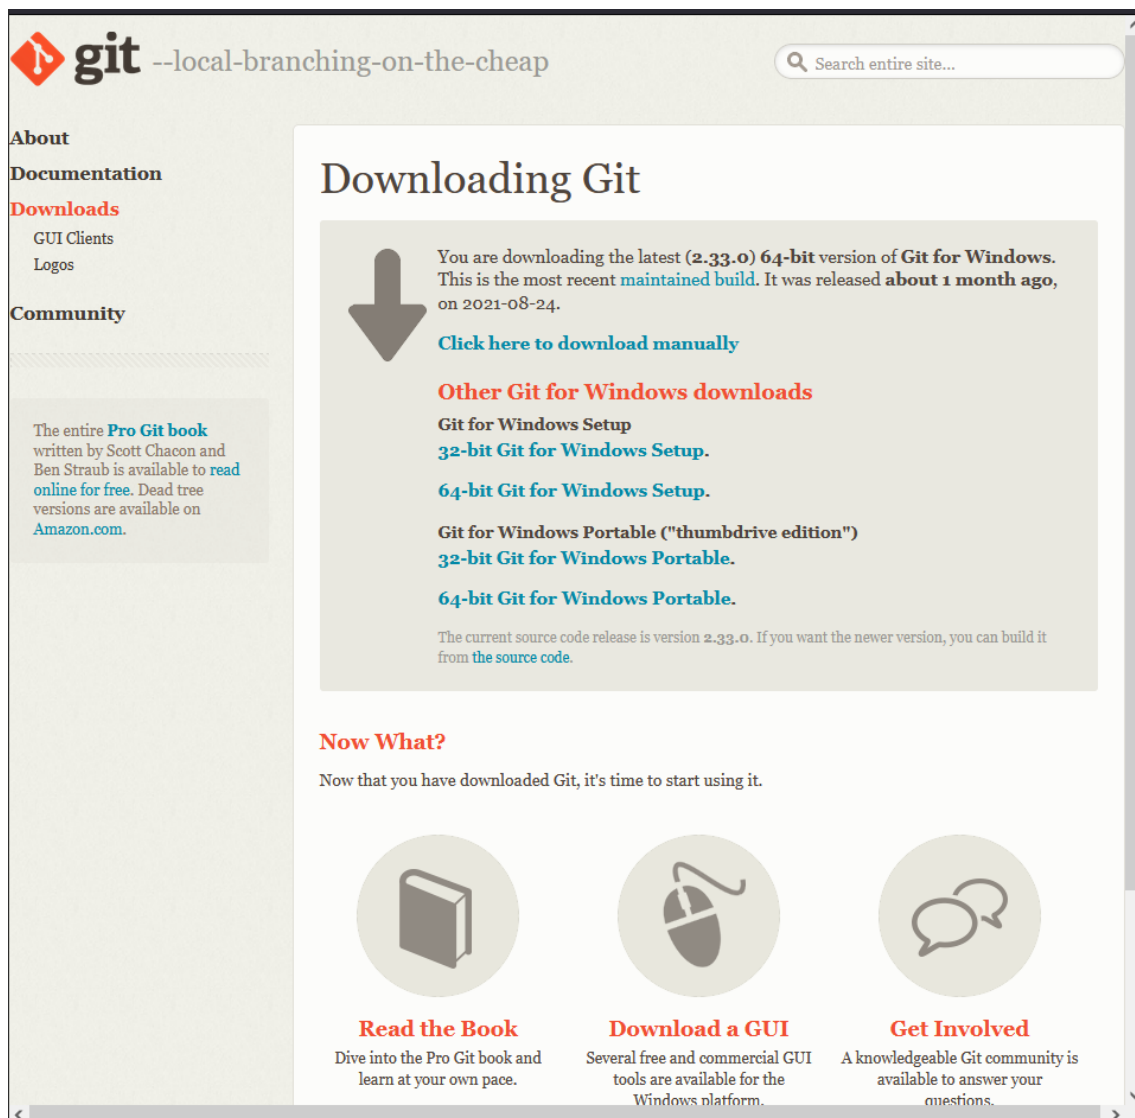 git --local-branching-on-the-cheap
Search entire site...
About
Documentation
Downloads
GUI Clients
Logos
Community
The entire Pro Git book
written by Scott Chacon and
Ben Straub is available to read
online for free. Dead tree
versions are available on
Amazon.com.
Downloading Git
You are downloading the latest (2.33.0) 64-bit version of Git for Windows.
This is the most recent maintained build. It was released about 1 month ago,
on 2021-08-24.
Click here to download manually
Other Git for Windows downloads
Git for Windows Setup
32-bit Git for Windows Setup.
64-bit Git for Windows Setup.
Git for Windows Portable ("thumbdrive edition")
32-bit Git for Windows Portable.
64-bit Git for Windows Portable.
The current source code release is version 2.33.0. If you want the newer version, you can build it
from the source code.
Now What?
Now that you have downloaded Git, it's time to start using it.
Read the Book
Dive into the Pro Git book and
learn at your own pace.
Download a GUI
Several free and commercial GUI
tools are available for the
Windows platform.
Get Involved
A knowledgeable Git community is
available to answer your
questions.